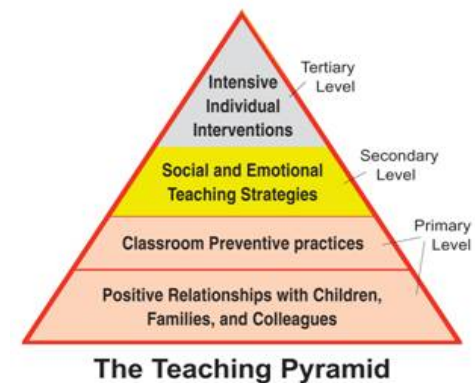 Intensive
Individual
Interventions
Tertiary
Level
Social and Emotional
Teaching Strategies
Secondary
Level
Classroom Preventive practices
Primary
Level
Positive Relationships with Children,
Families, and Colleagues
The Teaching Pyramid